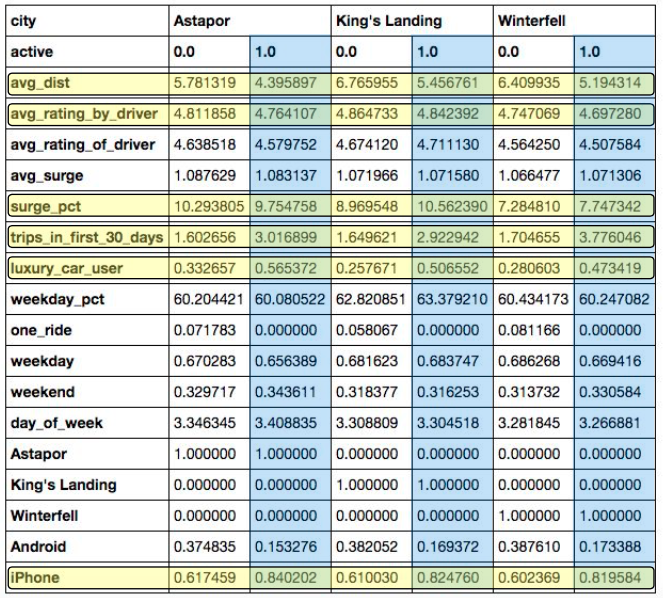 city Astapor King's Landing Winterfell
active 0.0 1.0 0.0 1.0 0.0 1.0
avg_dist 5.781319 4.395897 6.765955 5.456761 6.409935 5.194314
avg_rating_by_driver 4.811858 4.764107 4.864733 4.842392 4.747069 4.697280
avg_rating_of_driver 4.638518 4.579752 4.674120 4.711130 4.564250 4.507584
avg_surge 1.087629 1.083137 1.071966 1.071580 1.066477 1.071306
surge_pct 10.293805 9.754758 8.969548 10.562390 7.284810 7.747342
trips_in_first_30_days 1.602656 3.016899 1.649621 2.922942 1.704655 3.776046
luxury_car_user 0.332657 0.565372 0.257671 0.506552 0.280603 0.473419
weekday_pct 60.204421 60.080522 62.820851 63.379210 60.434173 60.247082
one_ride 0.071783 0.000000 0.058067 0.000000 0.081166 0.000000
weekday 0.670283 0.656389 0.681623 0.683747 0.686268 0.669416
weekend 0.329717 0.343611 0.318377 0.316253 0.313732 0.330584
day_of_week 3.346345 3.408835 3.308809 3.304518 3.281845 3.266881
Astapor 1.000000 1.000000 0.000000 0.000000 0.000000 0.000000
King's Landing 0.000000 0.000000 1.000000 1.000000 0.000000 0.000000
Winterfell 0.000000 0.000000 0.000000 0.000000 1.000000 1.000000
Android 0.374835 0.153276 0.382052 0.169372 0.387610 0.173388
iPhone 0.617459 0.840202 0.610030 0.824760 0.602369 0.819584